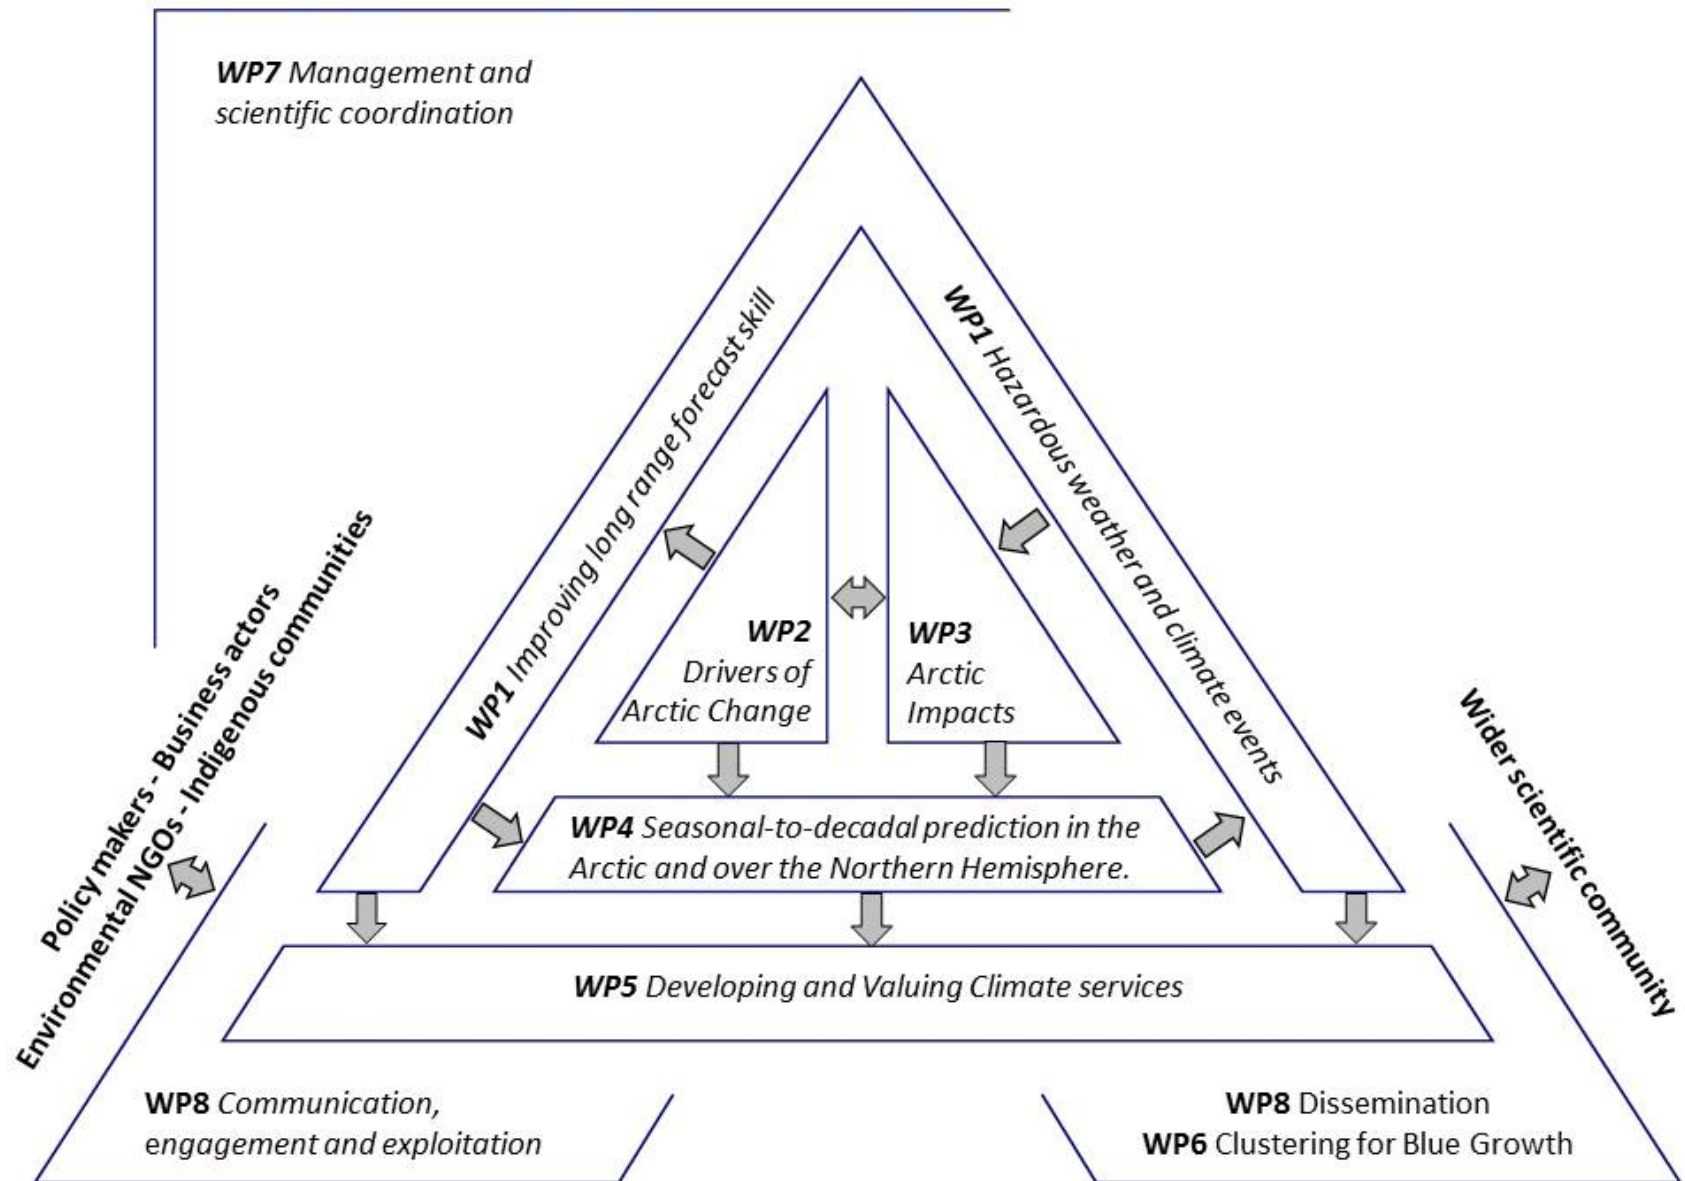 WP7 Management and
scientific coordination
WP1 Improving long range forecast skill
WP1 Hazardous weather and climate events
WP2
Drivers of
Arctic Change
WP3
Arctic
Impacts
Policy makers - Business actors
Environmental NGOs - Indigenous communities
Wider scientific community
WP4 Seasonal-to-decadal prediction in the
Arctic and over the Northern Hemisphere.
WP5 Developing and Valuing Climate services
WP8 Communication,
engagement and exploitation
WP8 Dissemination
WP6 Clustering for Blue Growth